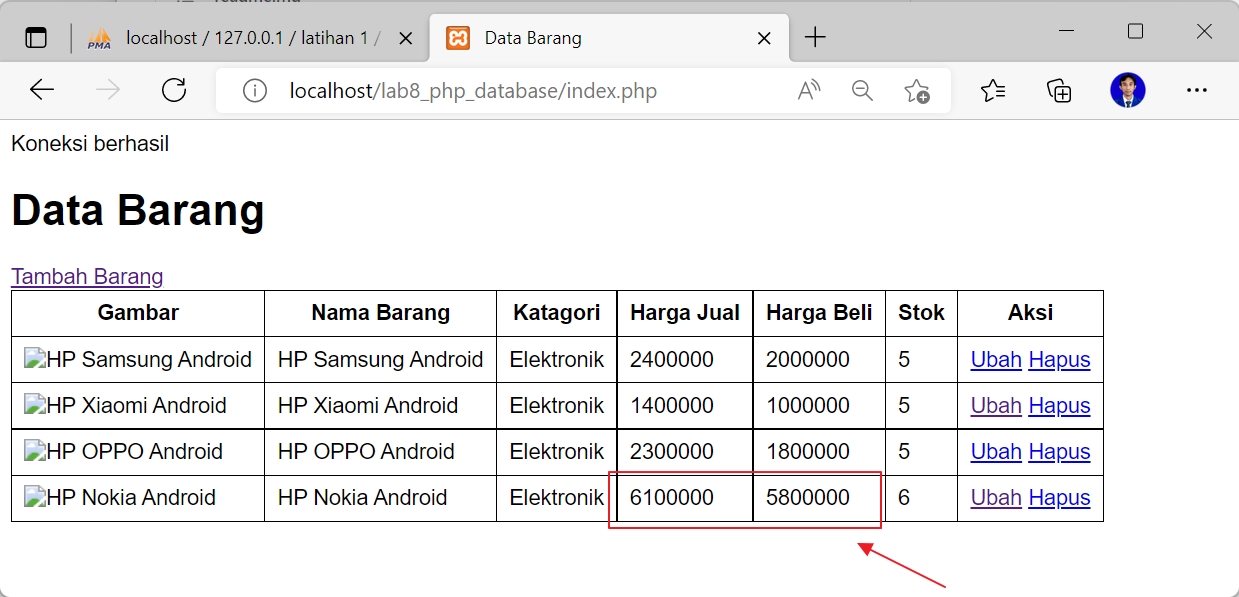 PMA localhost / 127.0.0.1 / latihan 1 / Data Barang
localhost/lab8_php_database/index.php
Koneksi berhasil
Data Barang
Tambah Barang
Gambar Nama Barang Katagori Harga Jual Harga Beli Stok Aksi
HP Samsung Android HP Samsung Android Elektronik 2400000 2000000 5 Ubah Hapus
HP Xiaomi Android HP Xiaomi Android Elektronik 1400000 1000000 5 Ubah Hapus
HP OPPO Android HP OPPO Android Elektronik 2300000 1800000 5 Ubah Hapus
HP Nokia Android HP Nokia Android Elektronik 6100000 5800000 6 Ubah Hapus